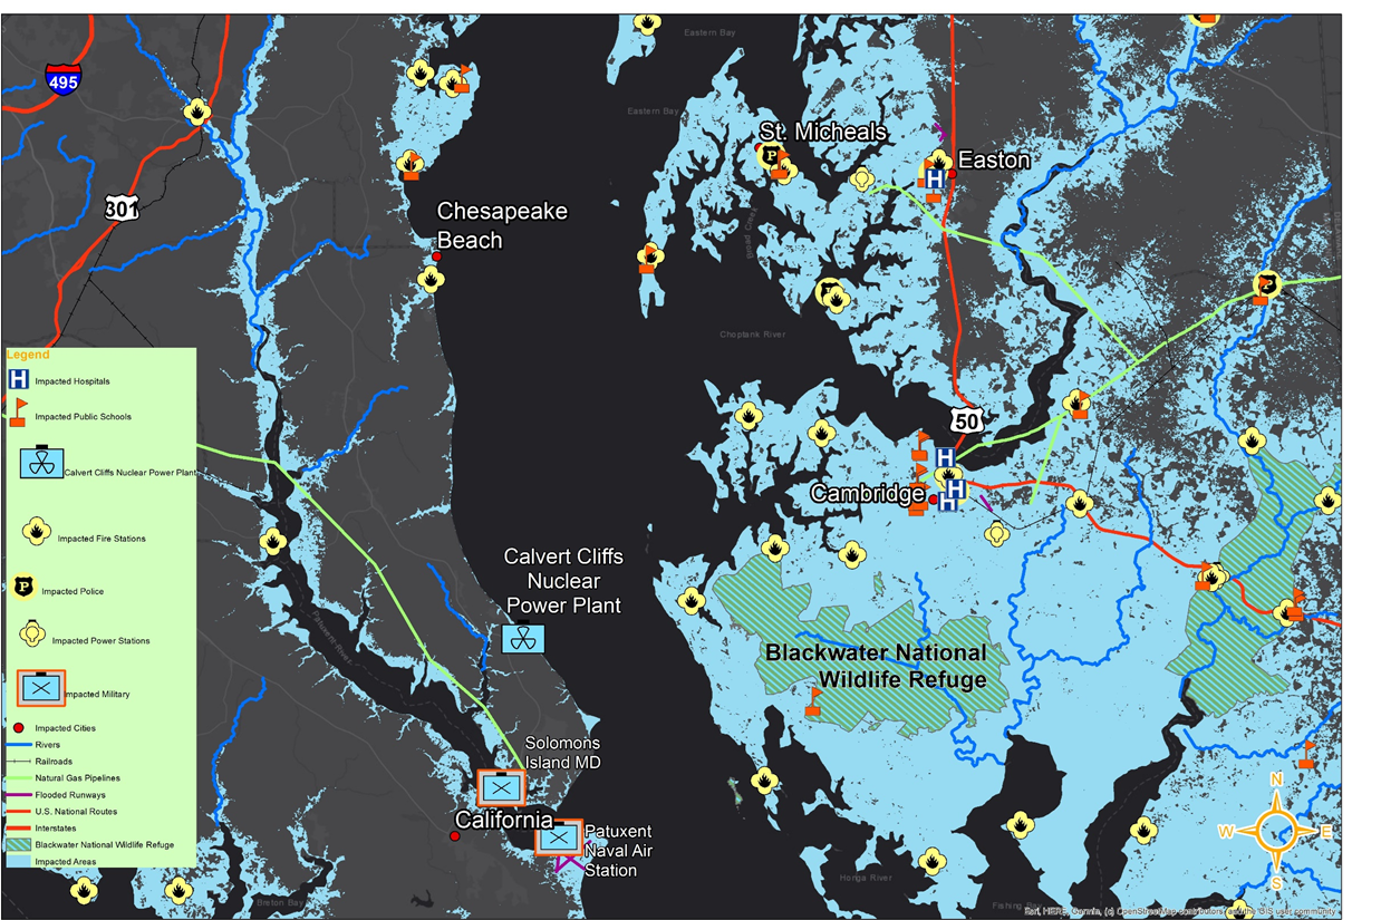 Eastern Bay
495
Eastern Bay
St. Micheals
Easton
301
Chesapeake
Beach
Broad Creek
Choptank River
Legend
H Impacted Hospitals
Impacted Public Schools
50
Calvert Cliffs Nuclear Power Plant
Cambridge
Impacted Fire Stations
Calvert Cliffs
Nuclear
Power Plant
P Impacted Police
Impacted Power Stations
Patuxent River
Blackwater National
Wildlife Refuge
Impacted Military
Impacted Cities
Rivers
Railroads
Natural Gas Pipelines
Flooded Runways
U.S. National Routes
Interstates
Blackwater National Wildlife Refuge
Impacted Areas
Solomons
Island MD
California
Patuxent
Naval Air
Station
N
W E
S
Honga River
Breton Bay
Fishing Bay
Esri, HERE, Garmin, (c) OpenStreetMap contributors, and the GIS user community